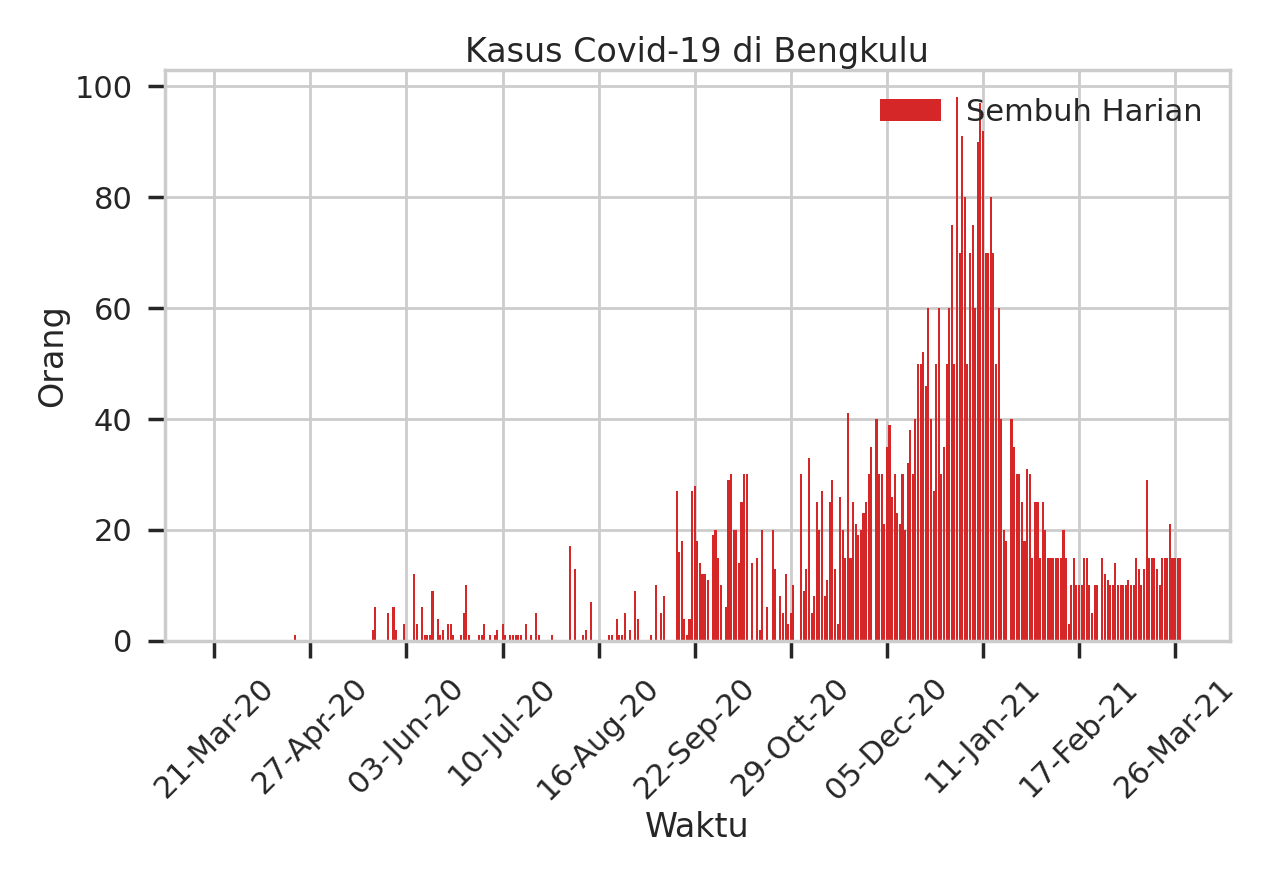 Kasus Covid-19 di Bengkulu
Sembuh Harian
Orang
100
80
60
40
20
0
21-Mar-20
27-Apr-20
03-Jun-20
10-Jul-20
16-Aug-20
22-Sep-20
29-Oct-20
05-Dec-20
11-Jan-21
17-Feb-21
26-Mar-21
Waktu